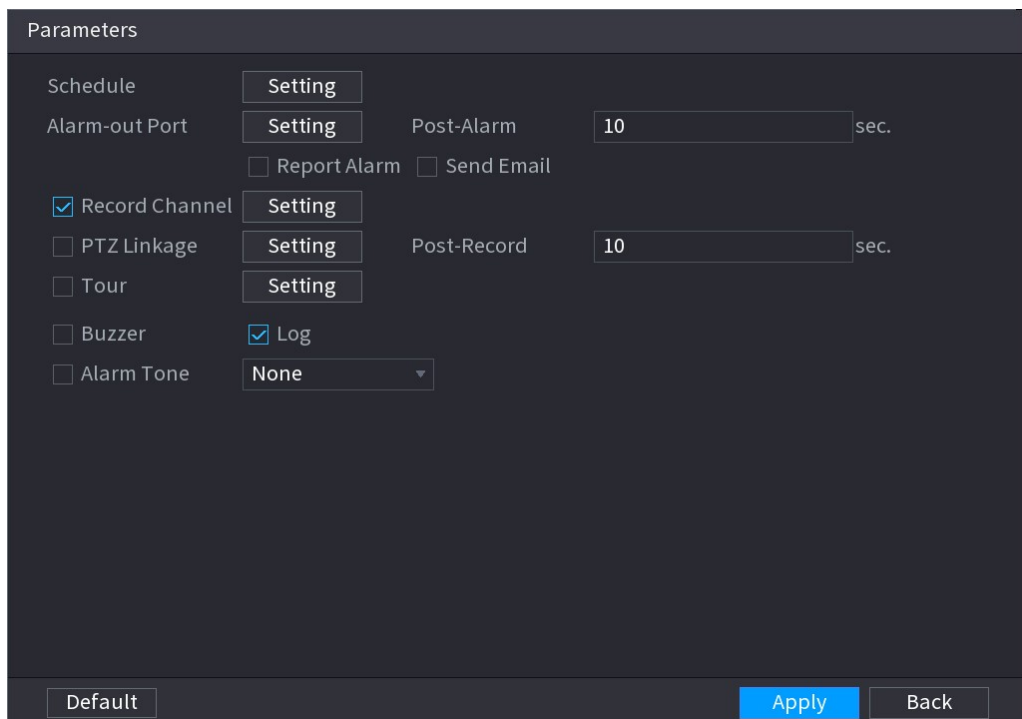 Parameters
Schedule Setting
Alarm-out Port Setting Post-Alarm 10 sec.
Report Alarm Send Email
Record Channel Setting
PTZ Linkage Setting Post-Record 10 sec.
Tour Setting
Buzzer Log
Alarm Tone None
Default Apply Back